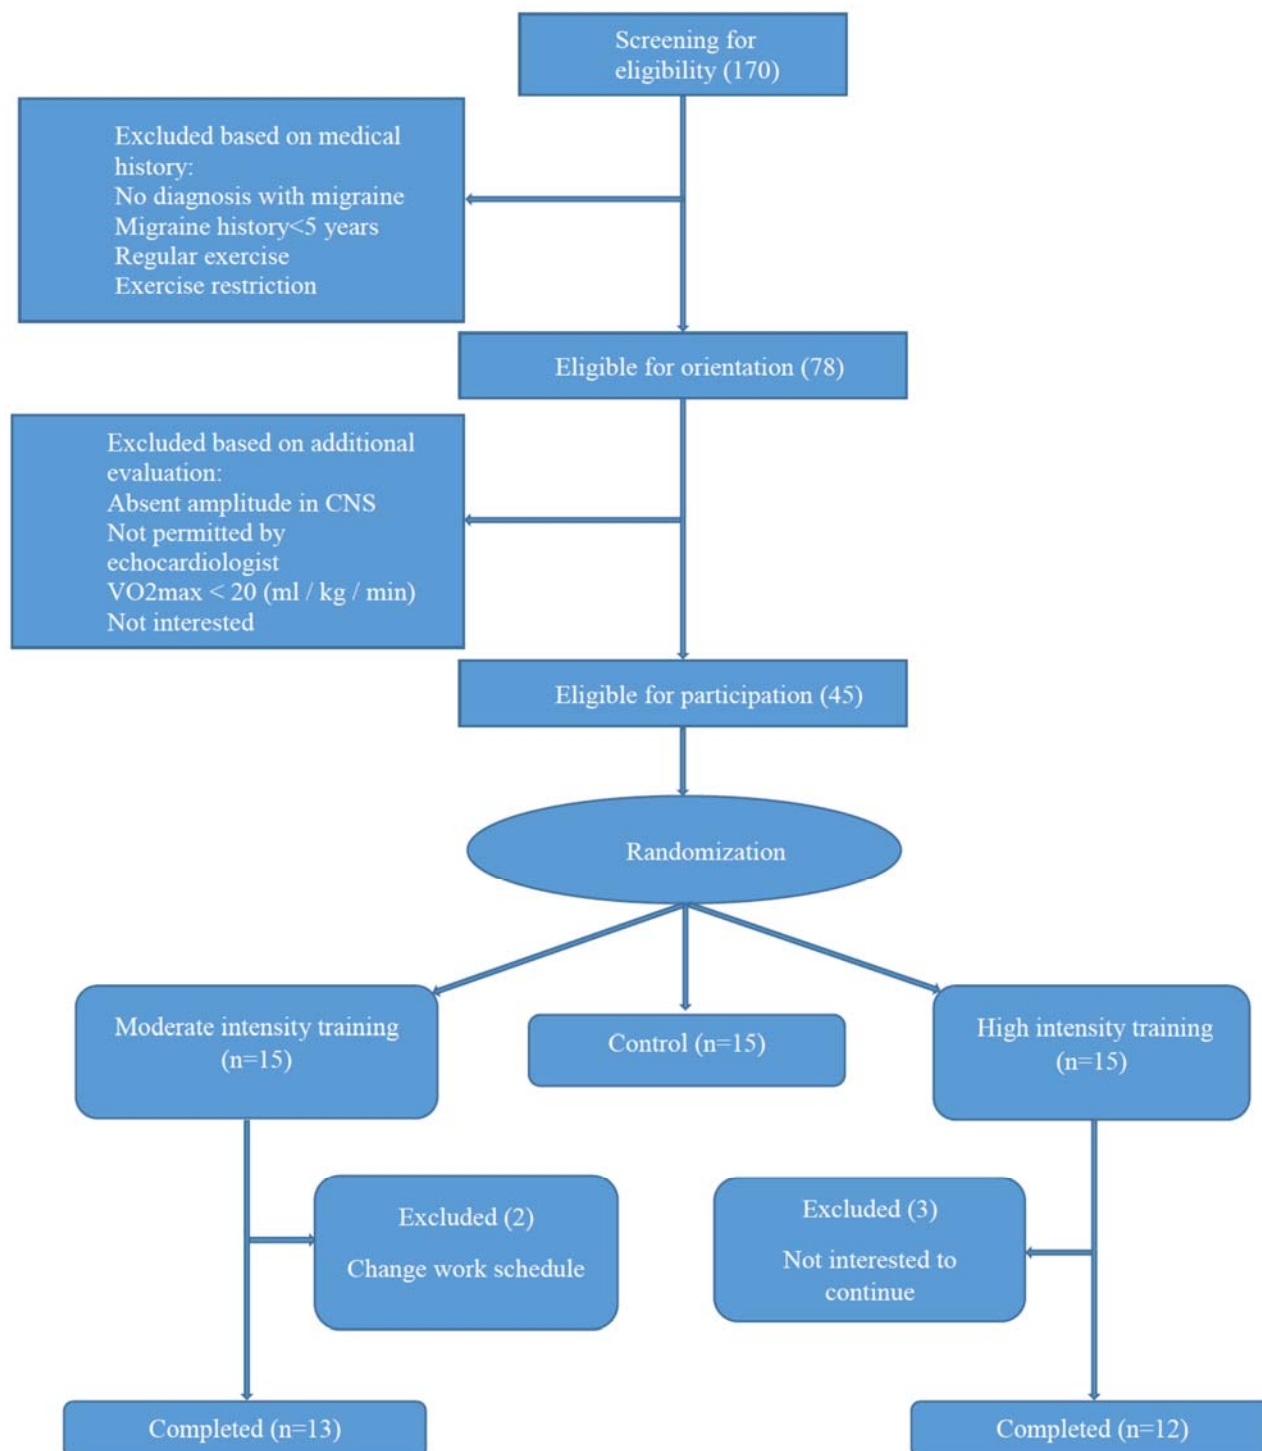 Screening for
eligibility (170)
Excluded based on medical
history:
No diagnosis with migraine
Migraine history<5 years
Regular exercise
Exercise restriction
Eligible for orientation (78)
Excluded based on additional
evaluation:
Absent amplitude in CNS
Not permitted by
echocardiologist
VO2max < 20 (ml / kg / min)
Not interested
Eligible for participation (45)
Randomization
Moderate intensity training
(n=15)
Control (n=15)
High intensity training
(n=15)
Excluded (2)
Change work schedule
Excluded (3)
Not interested to
continue
Completed (n=13)
Completed (n=12)